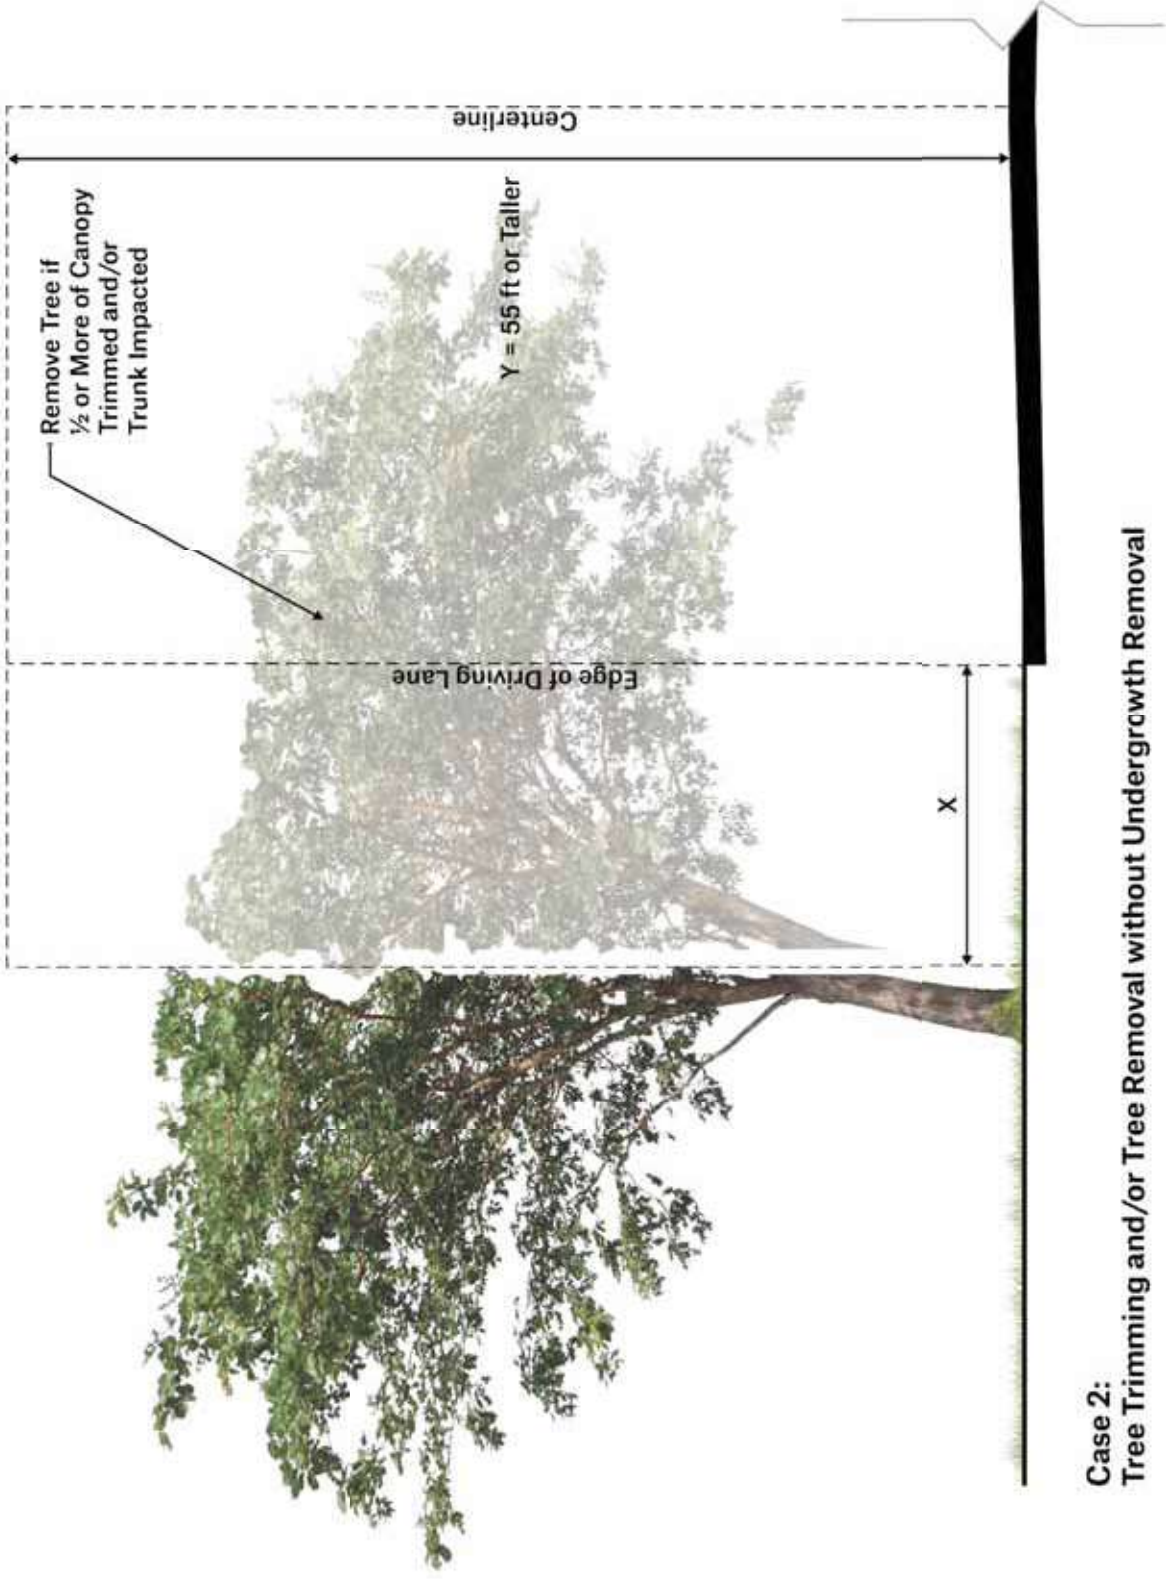 Remove Tree if
½ or More of Canopy
Trimmed and/or
Trunk Impacted
Centerline
Y = 55 ft or Taller
Edge of Driving Lane
X
Case 2:
Tree Trimming and/or Tree Removal without Undergrowth Removal